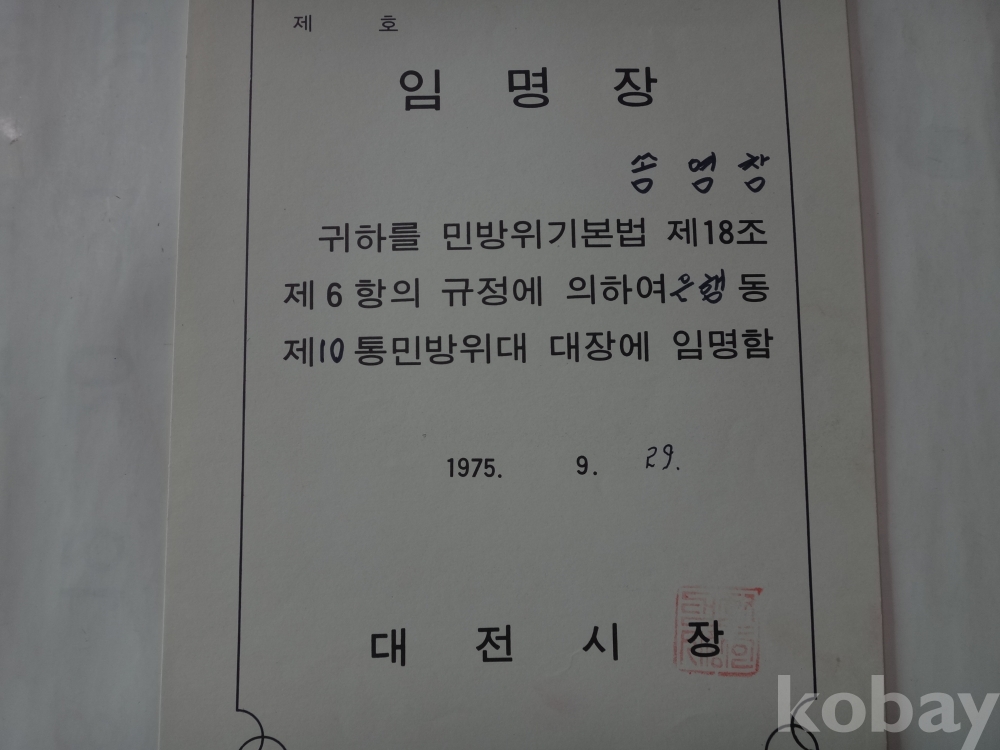 제 호
임 명 장
송 영 창
귀하를 민방위기본법 제18조
제6항의 규정에 의하여은행동
제10통민방위대 대장에 임명함
1975. 9. 29.
대 전 시 장
kobay